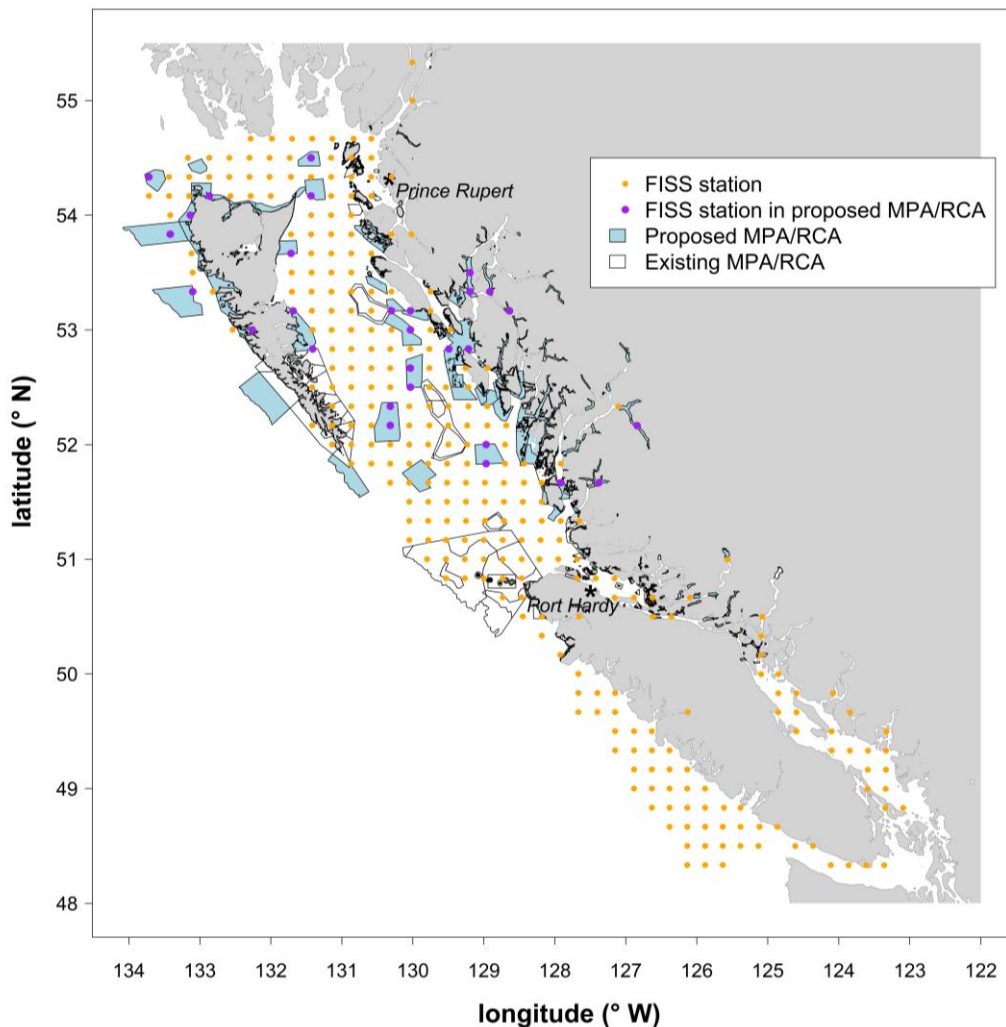 55
54
53
52
51
50
49
48
latitude (° N)
Prince Rupert
Port Hardy
FISS station
FISS station in proposed MPA/RCA
Proposed MPA/RCA
Existing MPA/RCA
134 133 132 131 130 129 128 127 126 125 124 123 122
longitude (° W)